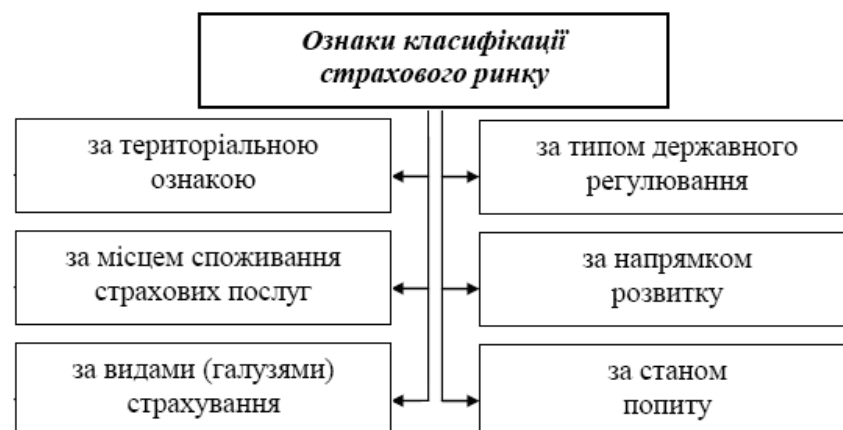 Ознаки класифікації
страхового ринку
за територіальною
ознакою
за типом державного
регулювання
за місцем споживання
страхових послуг
за напрямком
розвитку
за видами (галузями)
страхування
за станом
попиту